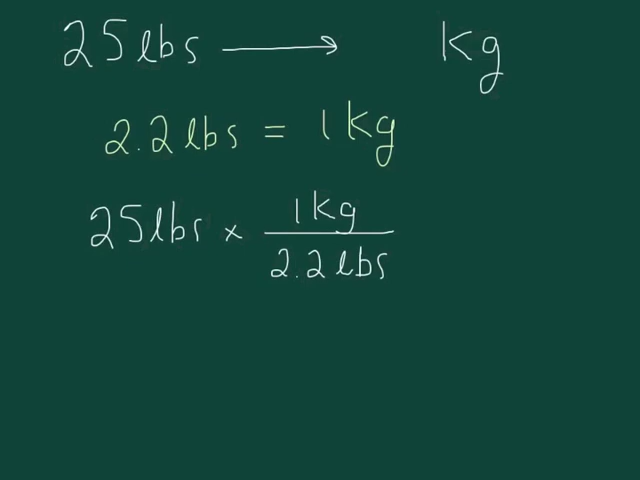 25 lbs → kg
2.2 lbs = 1 kg
25 lbs × 1 kg / 2.2 lbs